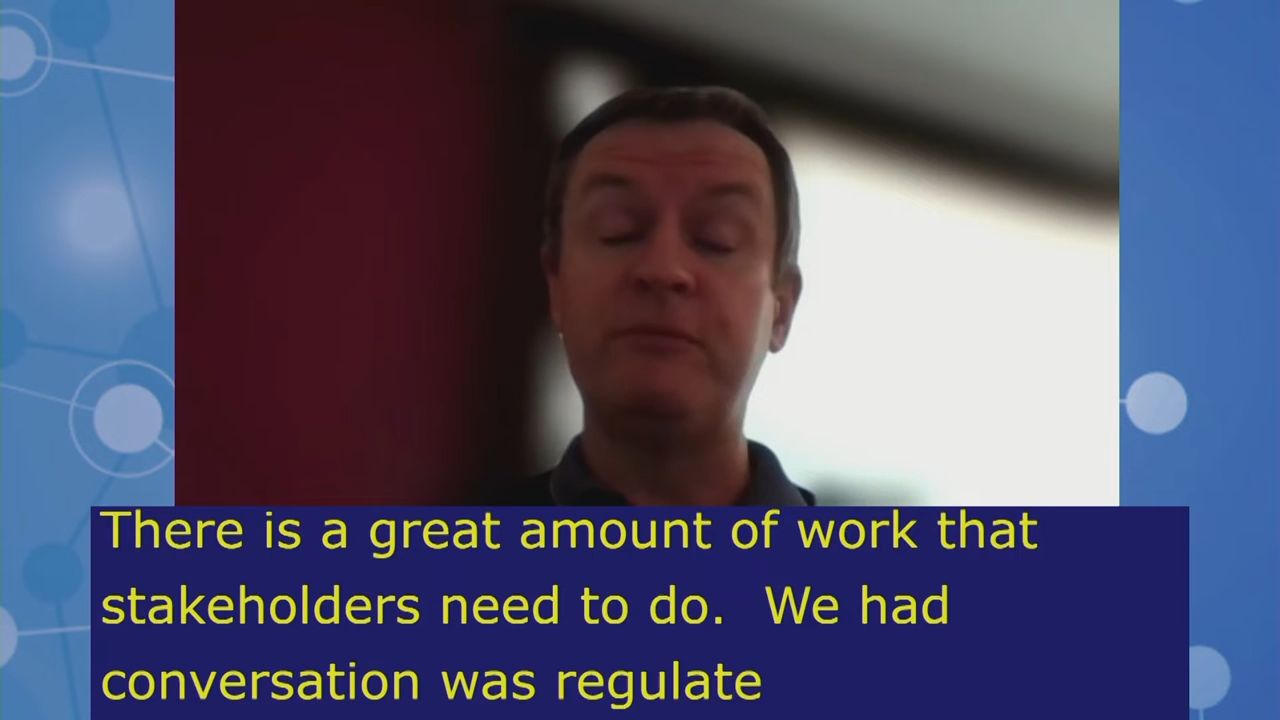 There is a great amount of work that
stakeholders need to do.  We had
conversation was regulate